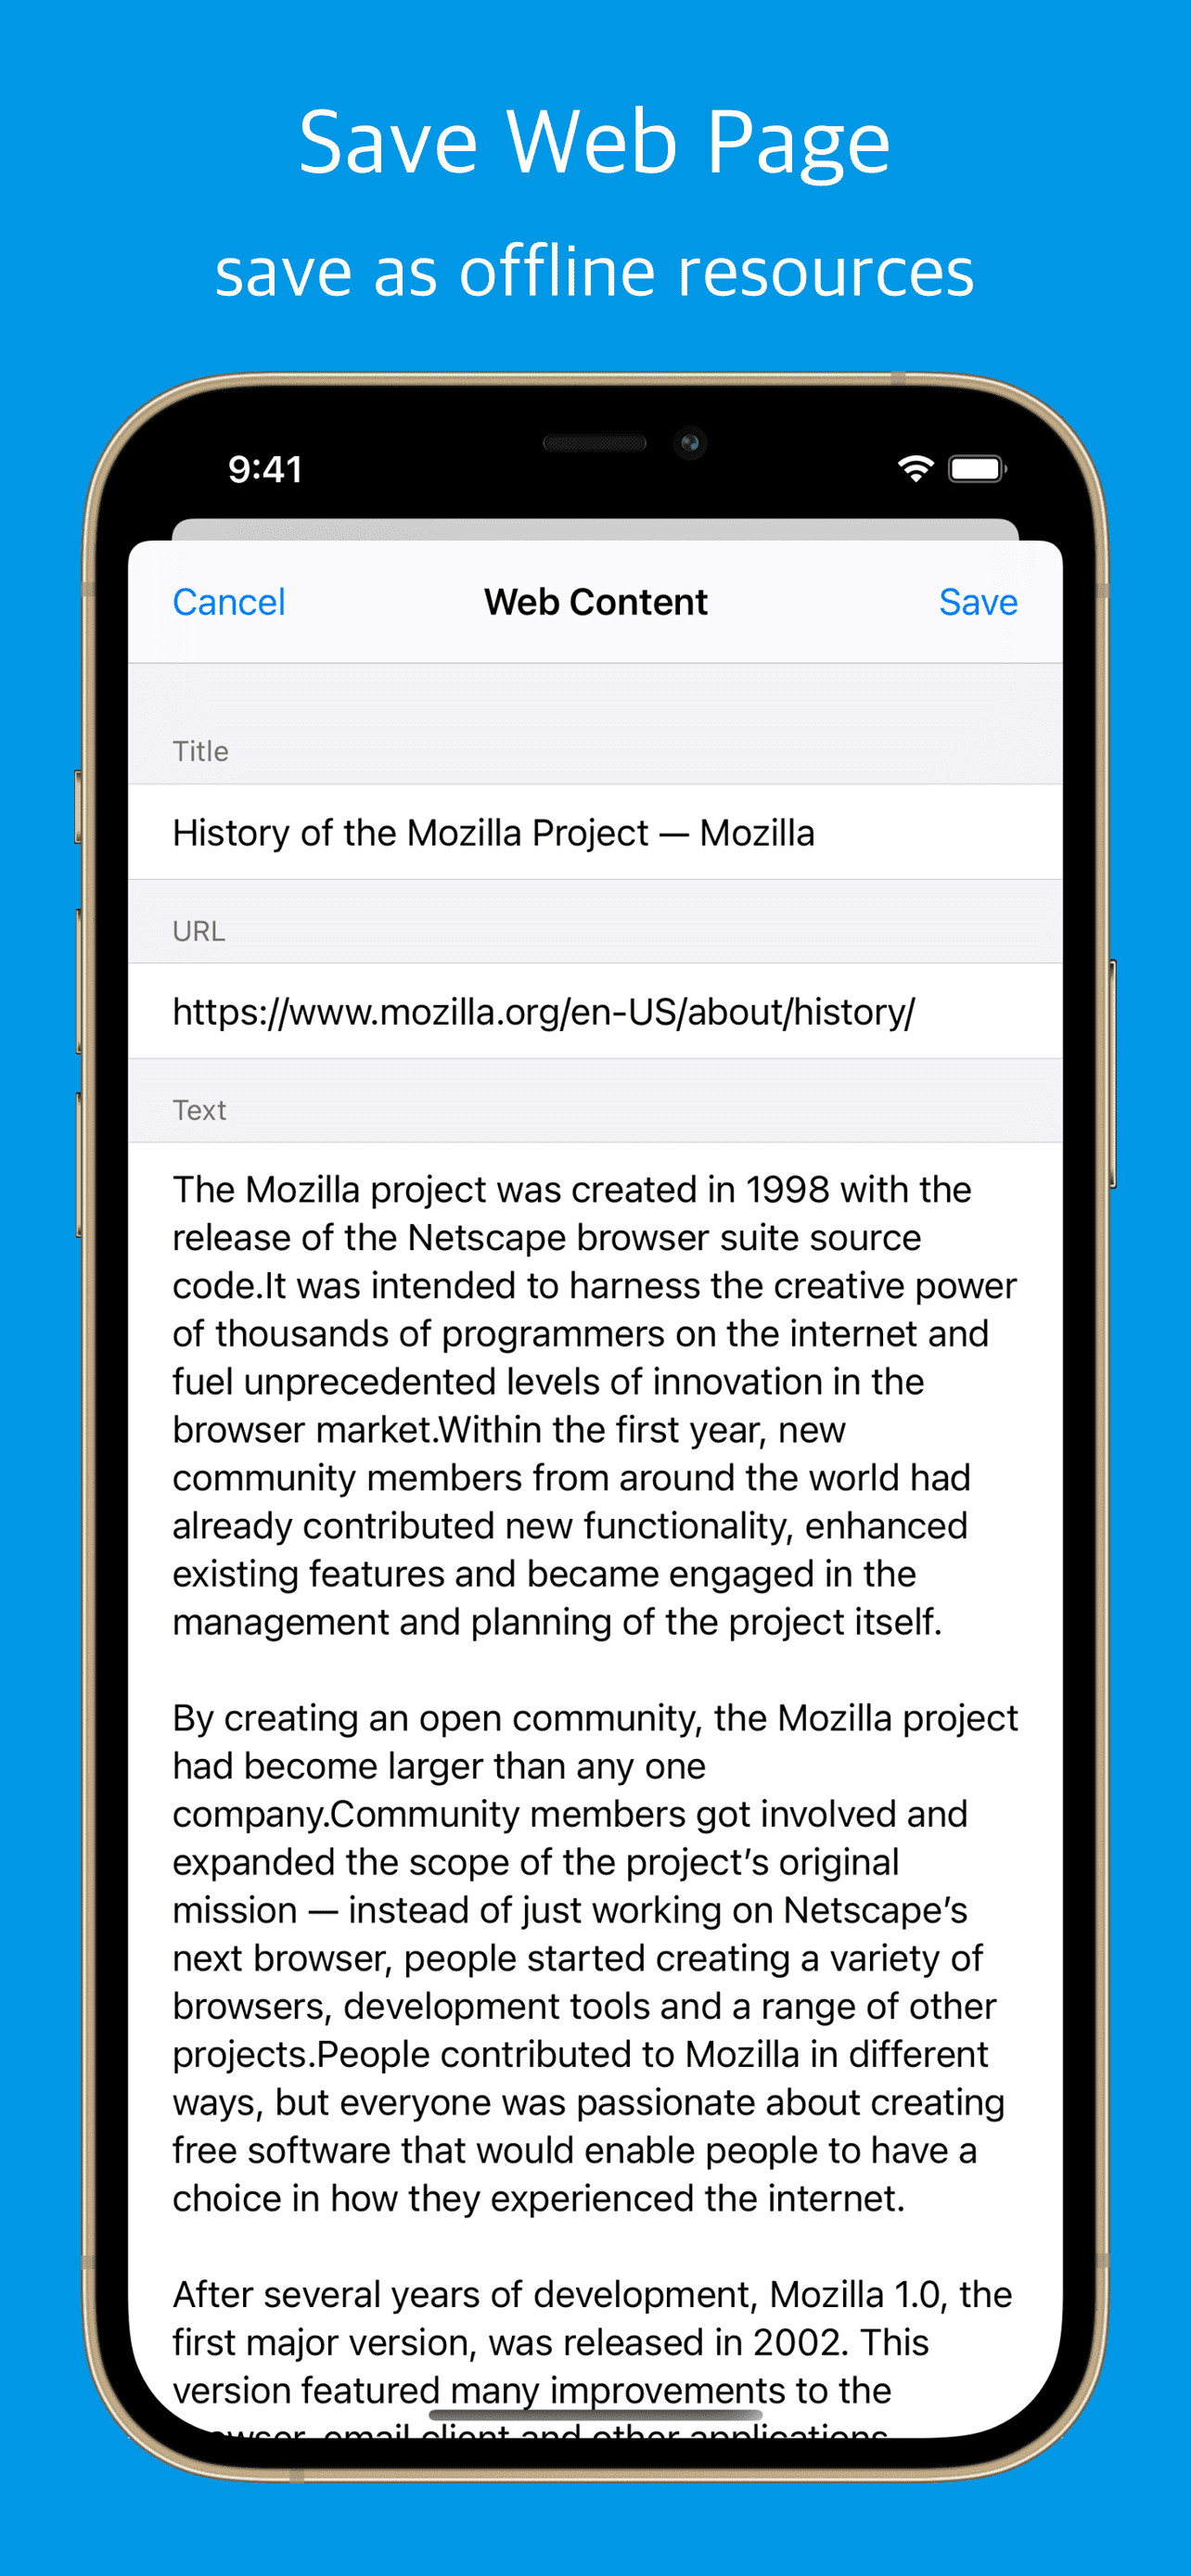 Save Web Page
save as offline resources
9:41
Cancel
Web Content
Save
Title
History of the Mozilla Project — Mozilla
URL
https://www.mozilla.org/en-US/about/history/
Text
The Mozilla project was created in 1998 with the
release of the Netscape browser suite source
code.It was intended to harness the creative power
of thousands of programmers on the internet and
fuel unprecedented levels of innovation in the
browser market.Within the first year, new
community members from around the world had
already contributed new functionality, enhanced
existing features and became engaged in the
management and planning of the project itself.
By creating an open community, the Mozilla project
had become larger than any one
company.Community members got involved and
expanded the scope of the project’s original
mission — instead of just working on Netscape’s
next browser, people started creating a variety of
browsers, development tools and a range of other
projects.People contributed to Mozilla in different
ways, but everyone was passionate about creating
free software that would enable people to have a
choice in how they experienced the internet.
After several years of development, Mozilla 1.0, the
first major version, was released in 2002. This
version featured many improvements to the
browser, email client and other applications